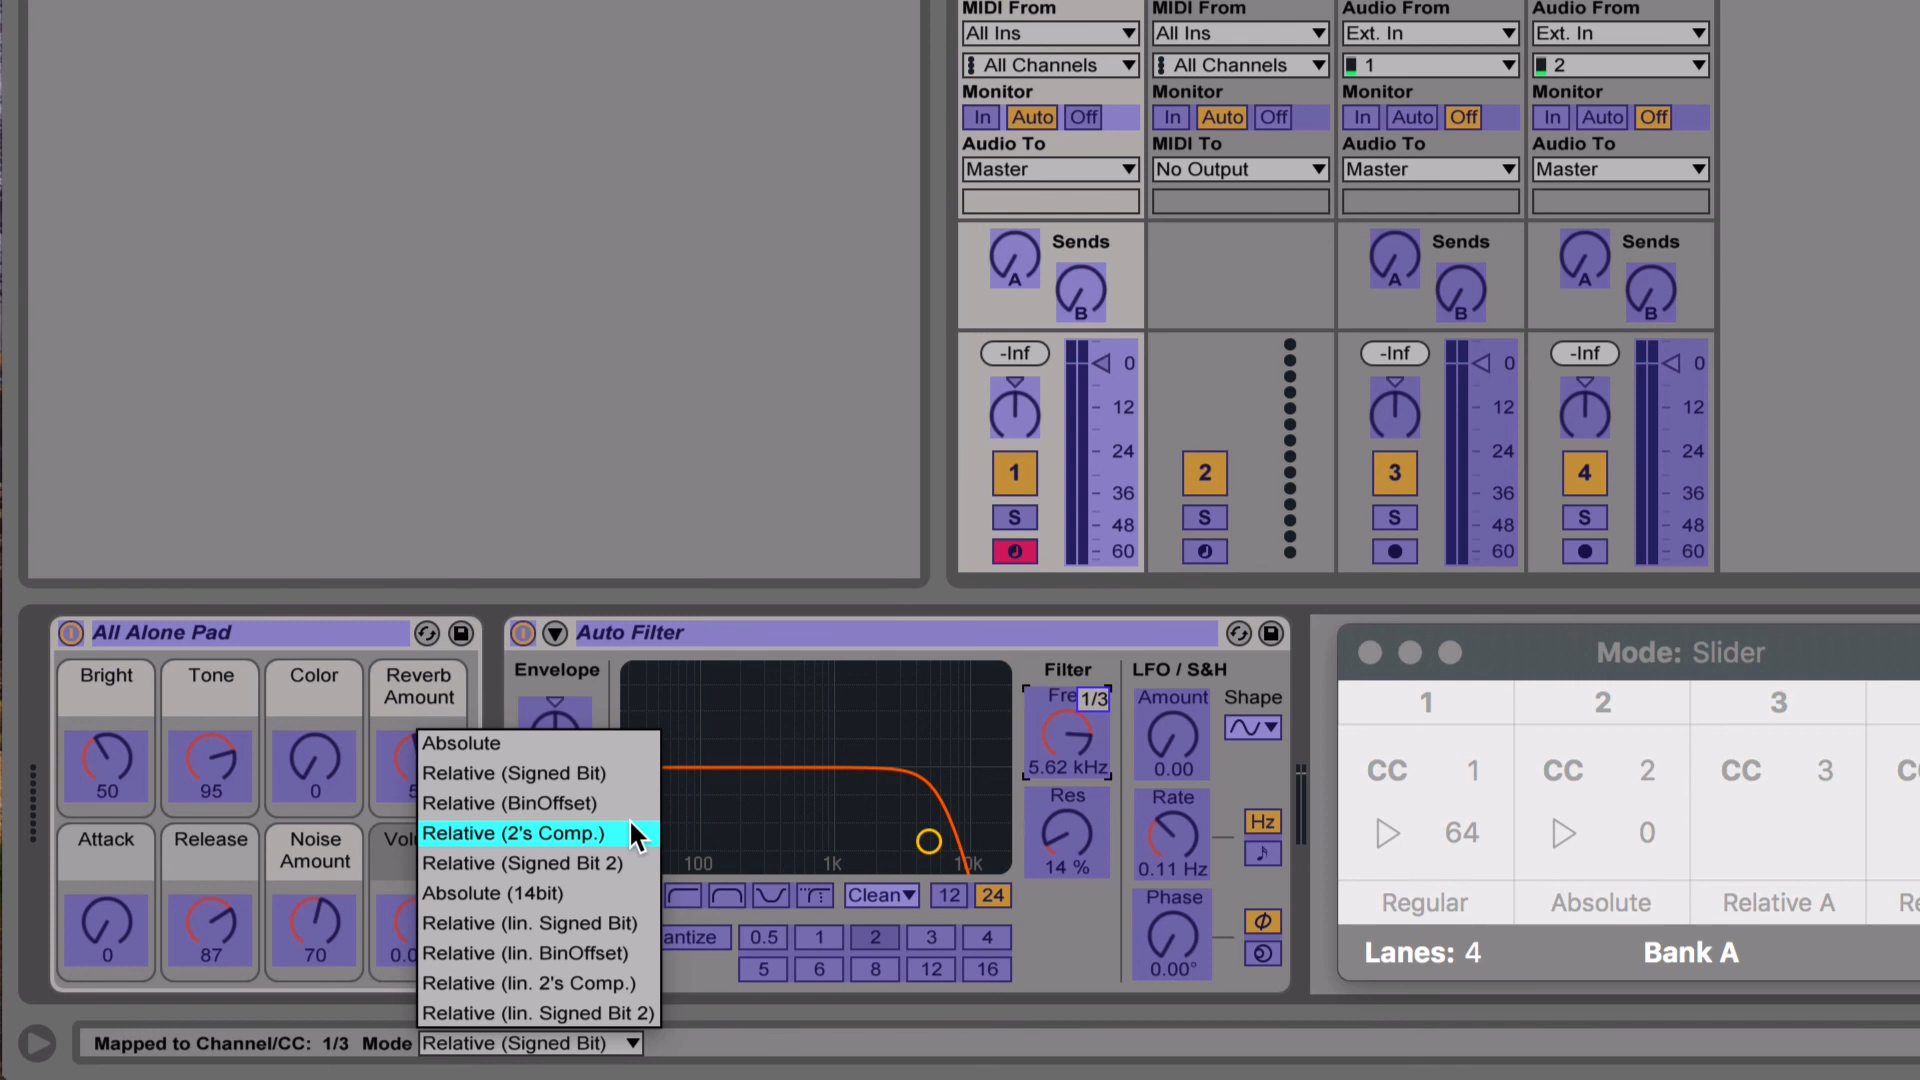 MIDI From
MIDI From
Audio From
Audio From
All Ins
All Ins
Ext. In
Ext. In
All Channels
All Channels
1
2
Monitor
Monitor
Monitor
Monitor
In Auto Off
In Auto Off
In Auto Off
In Auto Off
Audio To
MIDI To
Audio To
Audio To
Master
No Output
Master
Master
Sends
Sends
Sends
A
B
A
B
A
B
-Inf
-Inf
-Inf
0
12
24
36
48
60
0
12
24
36
48
60
0
12
24
36
48
60
1
2
3
4
S
S
S
S
All Alone Pad
Bright
Tone
Color
Reverb
Amount
50
95
0
Attack
Release
Noise
Amount
0
87
70
0.0
Absolute
Relative (Signed Bit)
Relative (BinOffset)
Relative (2's Comp.)
Relative (Signed Bit 2)
Absolute (14bit)
Relative (lin. Signed Bit)
Relative (lin. BinOffset)
Relative (lin. 2's Comp.)
Relative (lin. Signed Bit 2)
Auto Filter
Envelope
100
1k
10k
Clean
12
24
antize
0.5 1 2 3 4
5 6 8 12 16
Filter
Fre 1/3
5.62 kHz
Res
14 %
LFO / S&H
Amount
0.00
Shape
Rate
0.11 Hz
Hz
Phase
0.00°
Mode: Slider
1 2 3
CC 1
CC 2
CC 3
64
0
Regular
Absolute
Relative A
Lanes: 4
Bank A
Mapped to Channel/CC: 1/3 Mode Relative (Signed Bit)